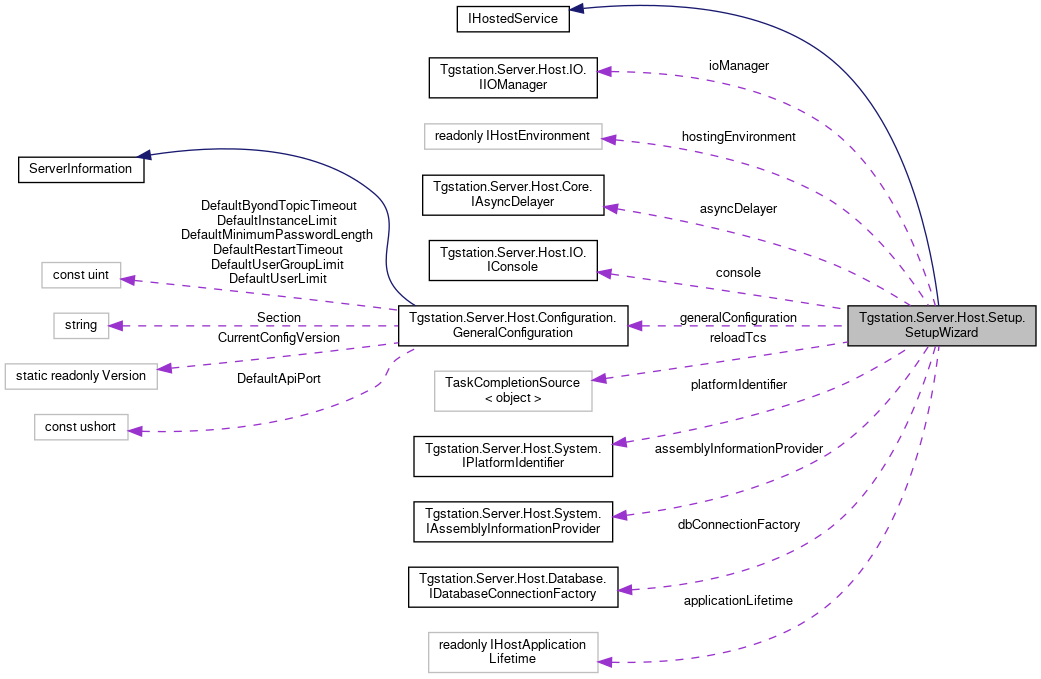 IHostedService
Tgstation.Server.Host.IO.
IIOManager
ioManager
readonly IHostEnvironment
hostingEnvironment
ServerInformation
Tgstation.Server.Host.Core.
IAsyncDelayer
asyncDelayer
DefaultByondTopicTimeout
DefaultInstanceLimit
DefaultMinimumPasswordLength
DefaultRestartTimeout
DefaultUserGroupLimit
DefaultUserLimit
const uint
Tgstation.Server.Host.IO.
IConsole
console
string
Section
Tgstation.Server.Host.Configuration.
GeneralConfiguration
generalConfiguration
Tgstation.Server.Host.Setup.
SetupWizard
reloadTcs
CurrentConfigVersion
static readonly Version
DefaultApiPort
TaskCompletionSource
< object >
platformIdentifier
const ushort
Tgstation.Server.Host.System.
IPlatformIdentifier
assemblyInformationProvider
Tgstation.Server.Host.System.
IAssemblyInformationProvider
dbConnectionFactory
Tgstation.Server.Host.Database.
IDatabaseConnectionFactory
applicationLifetime
readonly IHostApplication
Lifetime